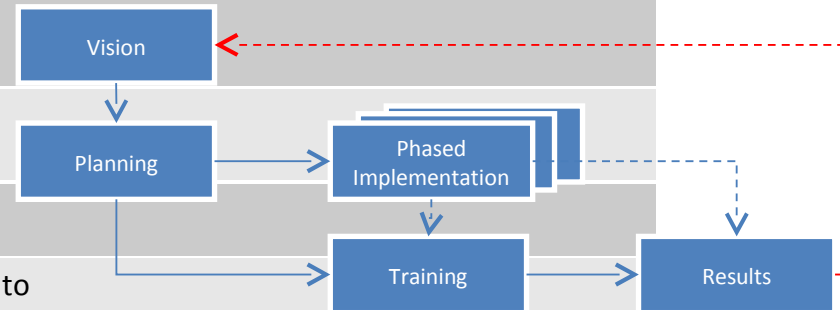 Vision
Planning
Phased
Implementation
Training
Results
to